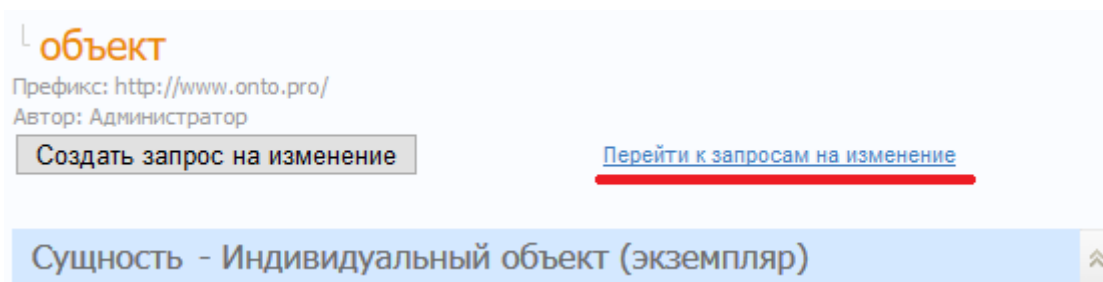 объект
Префикс: http://www.onto.pro/
Автор: Администратор
Создать запрос на изменение Перейти к запросам на изменение
Сущность - Индивидуальный объект (экземпляр)